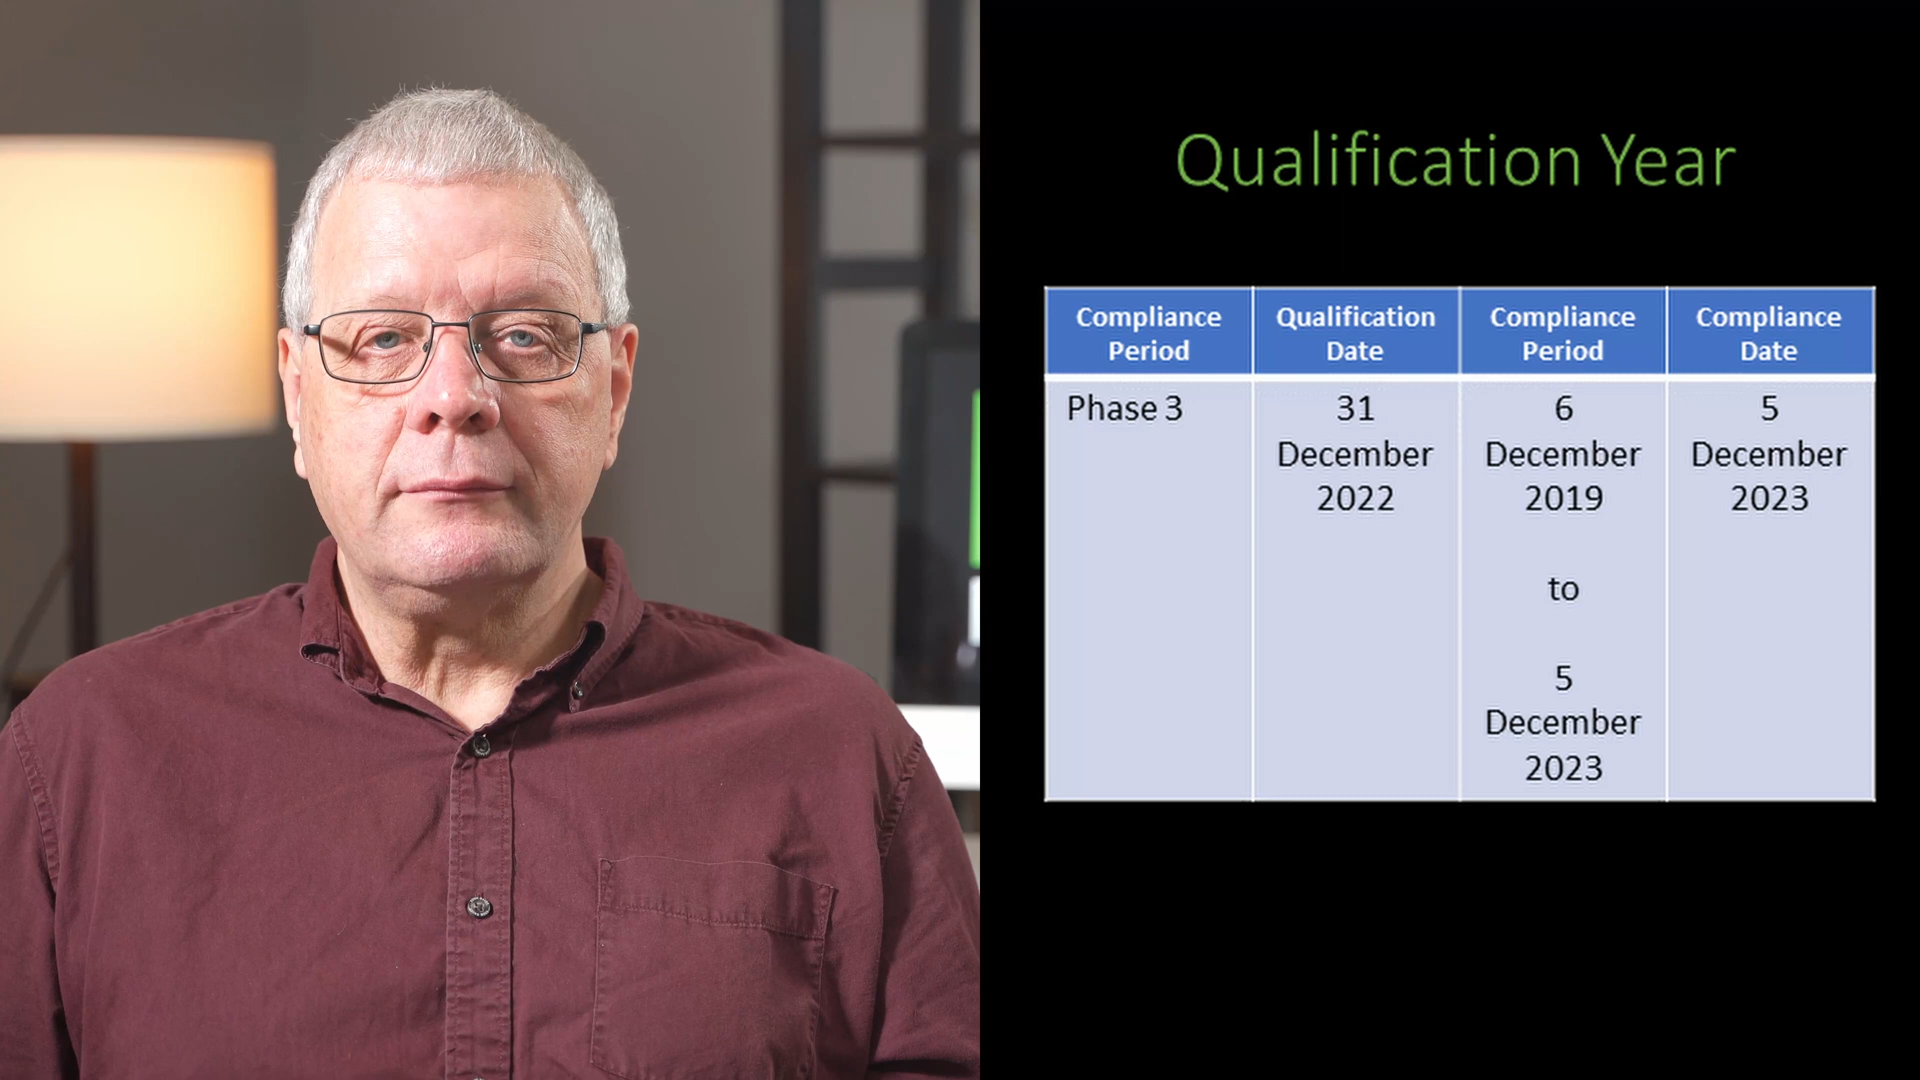 Qualification Year
Compliance Period
Qualification Date
Compliance Period
Compliance Date
Phase 3
31
December
2022
6
December
2019
to
5
December
2023
5
December
2023